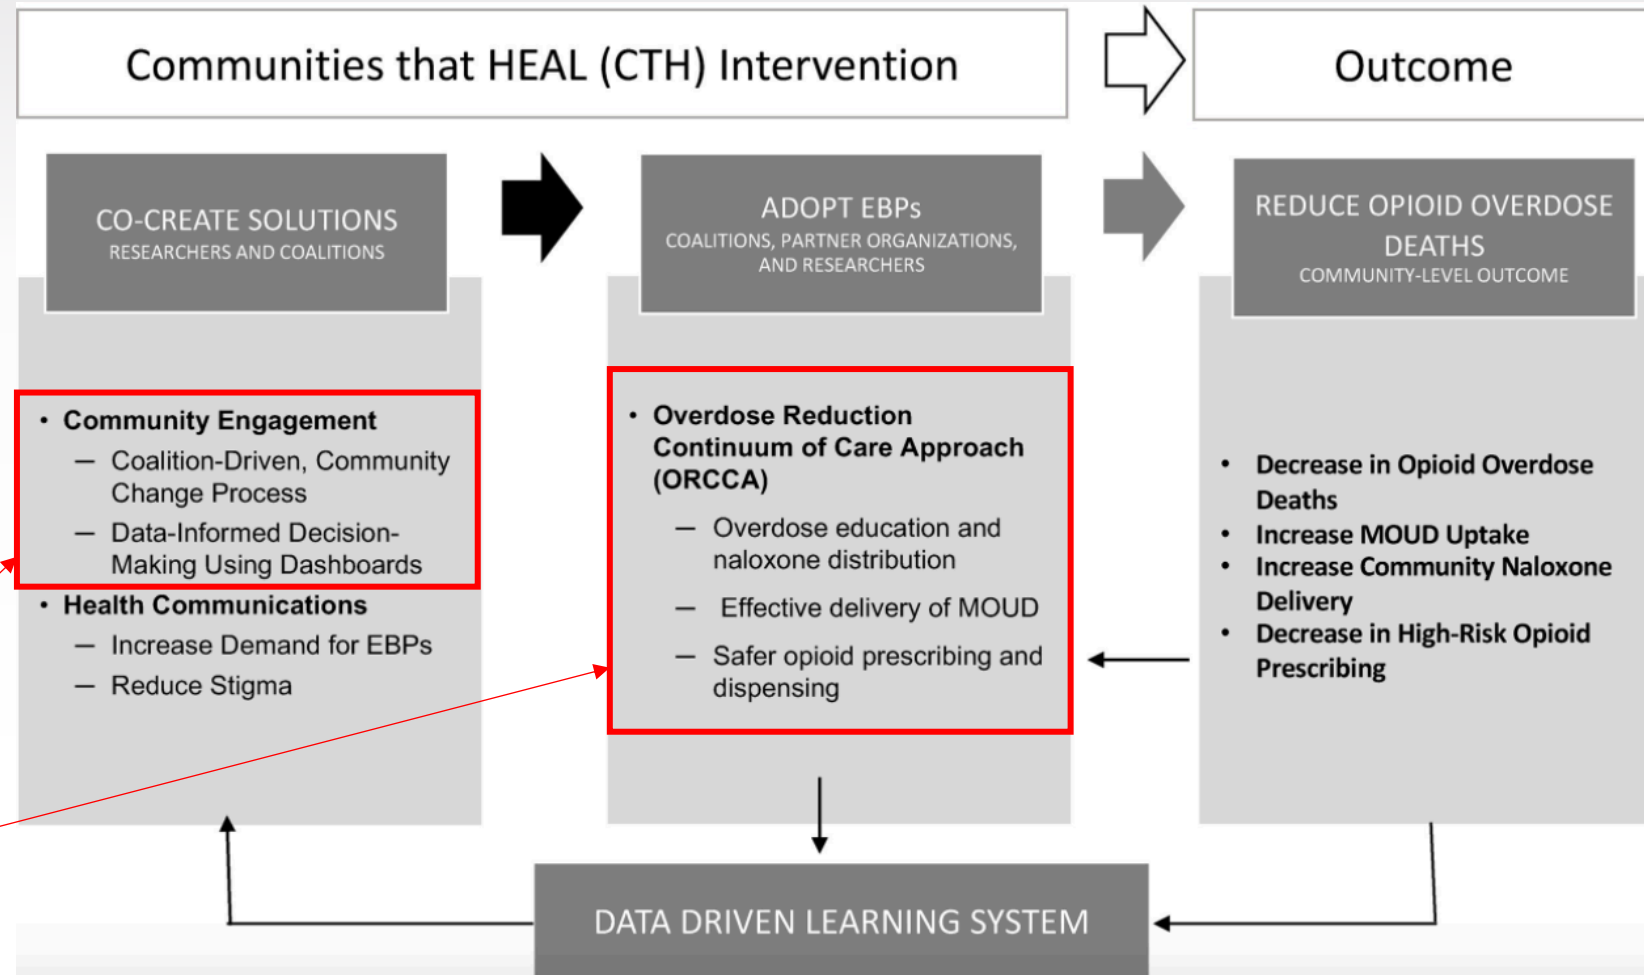 Communities that HEAL (CTH) Intervention
Outcome
CO-CREATE SOLUTIONS
RESEARCHERS AND COALITIONS
ADOPT EBPs
COALITIONS, PARTNER ORGANIZATIONS,
AND RESEARCHERS
REDUCE OPIOID OVERDOSE
DEATHS
COMMUNITY-LEVEL OUTCOME
• Community Engagement
— Coalition-Driven, Community
Change Process
— Data-Informed Decision-
Making Using Dashboards
• Health Communications
— Increase Demand for EBPs
— Reduce Stigma
• Overdose Reduction
Continuum of Care Approach
(ORCCA)
— Overdose education and
naloxone distribution
— Effective delivery of MOUD
— Safer opioid prescribing and
dispensing
• Decrease in Opioid Overdose
Deaths
• Increase MOUD Uptake
• Increase Community Naloxone
Delivery
• Decrease in High-Risk Opioid
Prescribing
DATA DRIVEN LEARNING SYSTEM